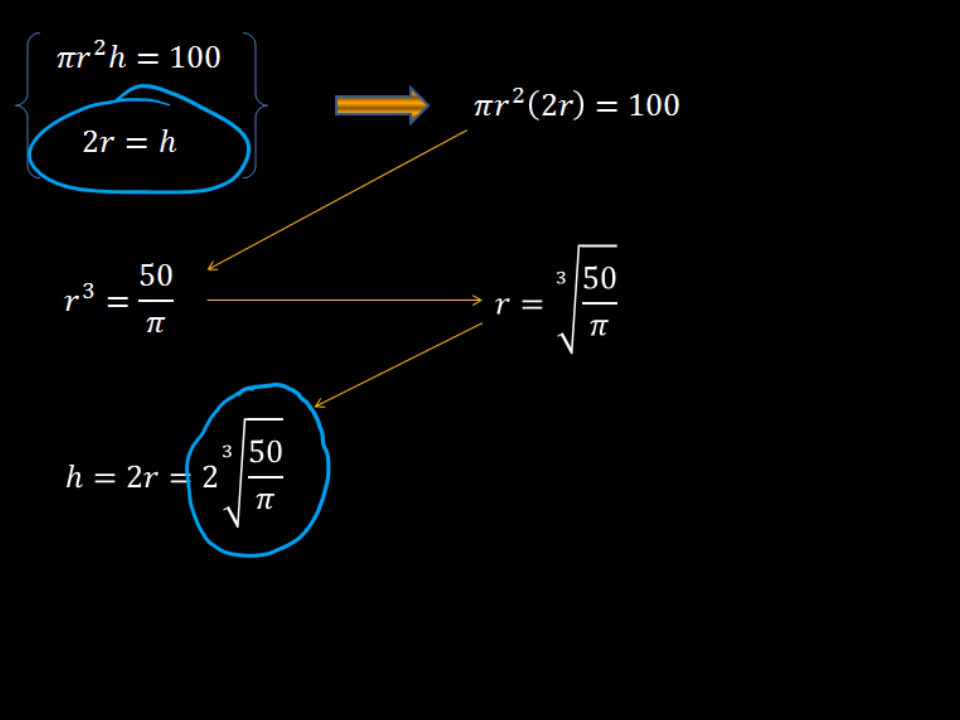 πr²h = 100
2r = h
πr²(2r) = 100
r³ = 50/π
r = ∛(50/π)
h = 2r = 2∛(50/π)